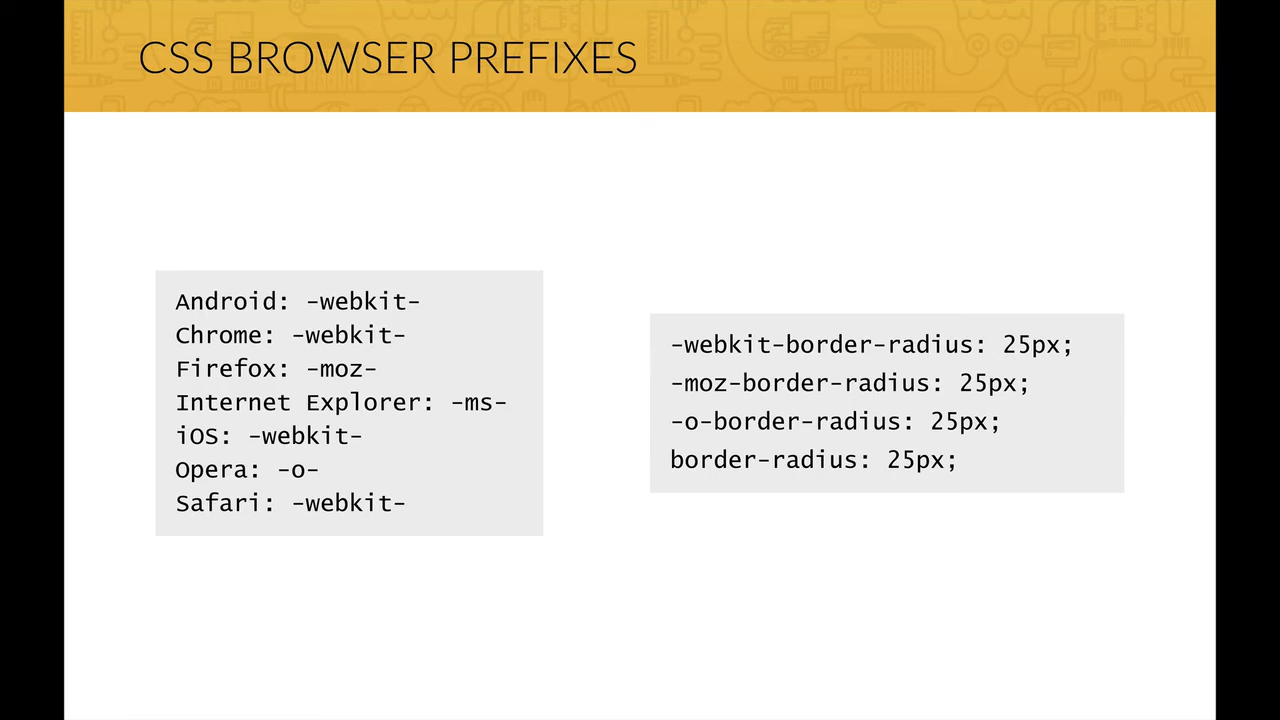 CSS BROWSER PREFIXES
Android: -webkit-
Chrome: -webkit-
Firefox: -moz-
Internet Explorer: -ms-
iOS: -webkit-
Opera: -o-
Safari: -webkit-
-webkit-border-radius: 25px;
-moz-border-radius: 25px;
-o-border-radius: 25px;
border-radius: 25px;